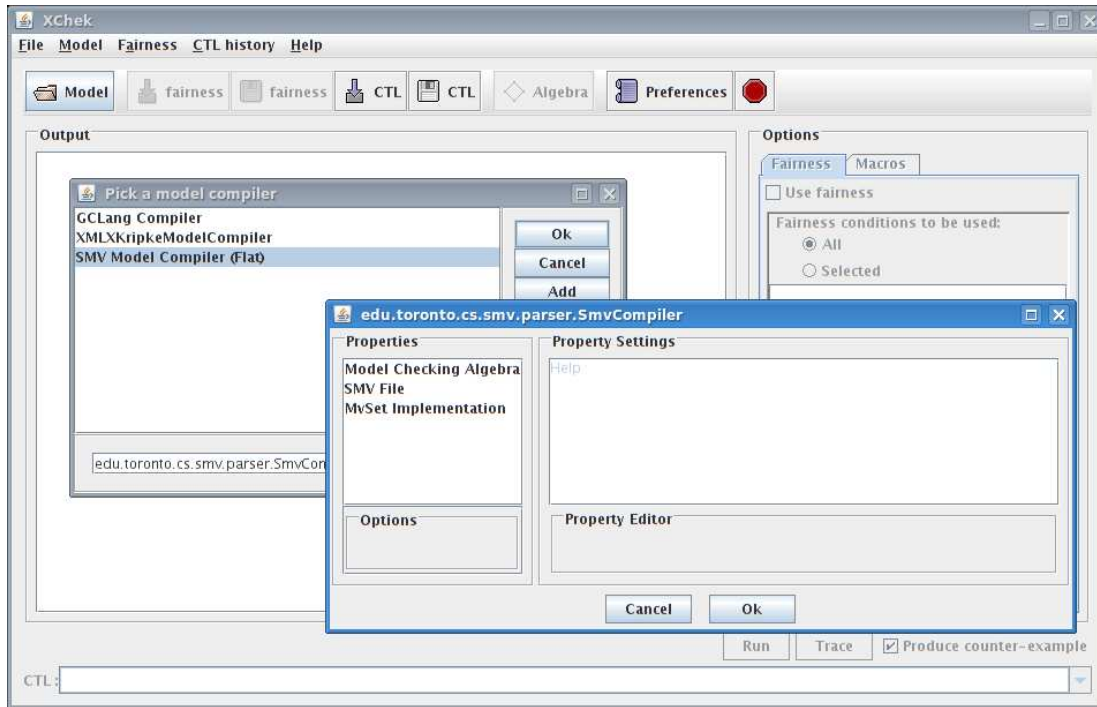 XChek
File Model Fairness CTL history Help
Model fairness fairness CTL CTL Algebra Preferences
Output
Pick a model compiler
GCLang Compiler
XMLXKripkeModelCompiler
SMV Model Compiler (Flat)
Ok
Cancel
Add
edu.toronto.cs.smv.parser.SmvCom
Options
Fairness Macros
Use fairness
Fairness conditions to be used:
All
Selected
edu.toronto.cs.smv.parser.SmvCompiler
Properties
Model Checking Algebra
SMV File
MvSet Implementation
Options
Property Settings
Help
Property Editor
Cancel Ok
Run Trace Produce counter-example
CTL: